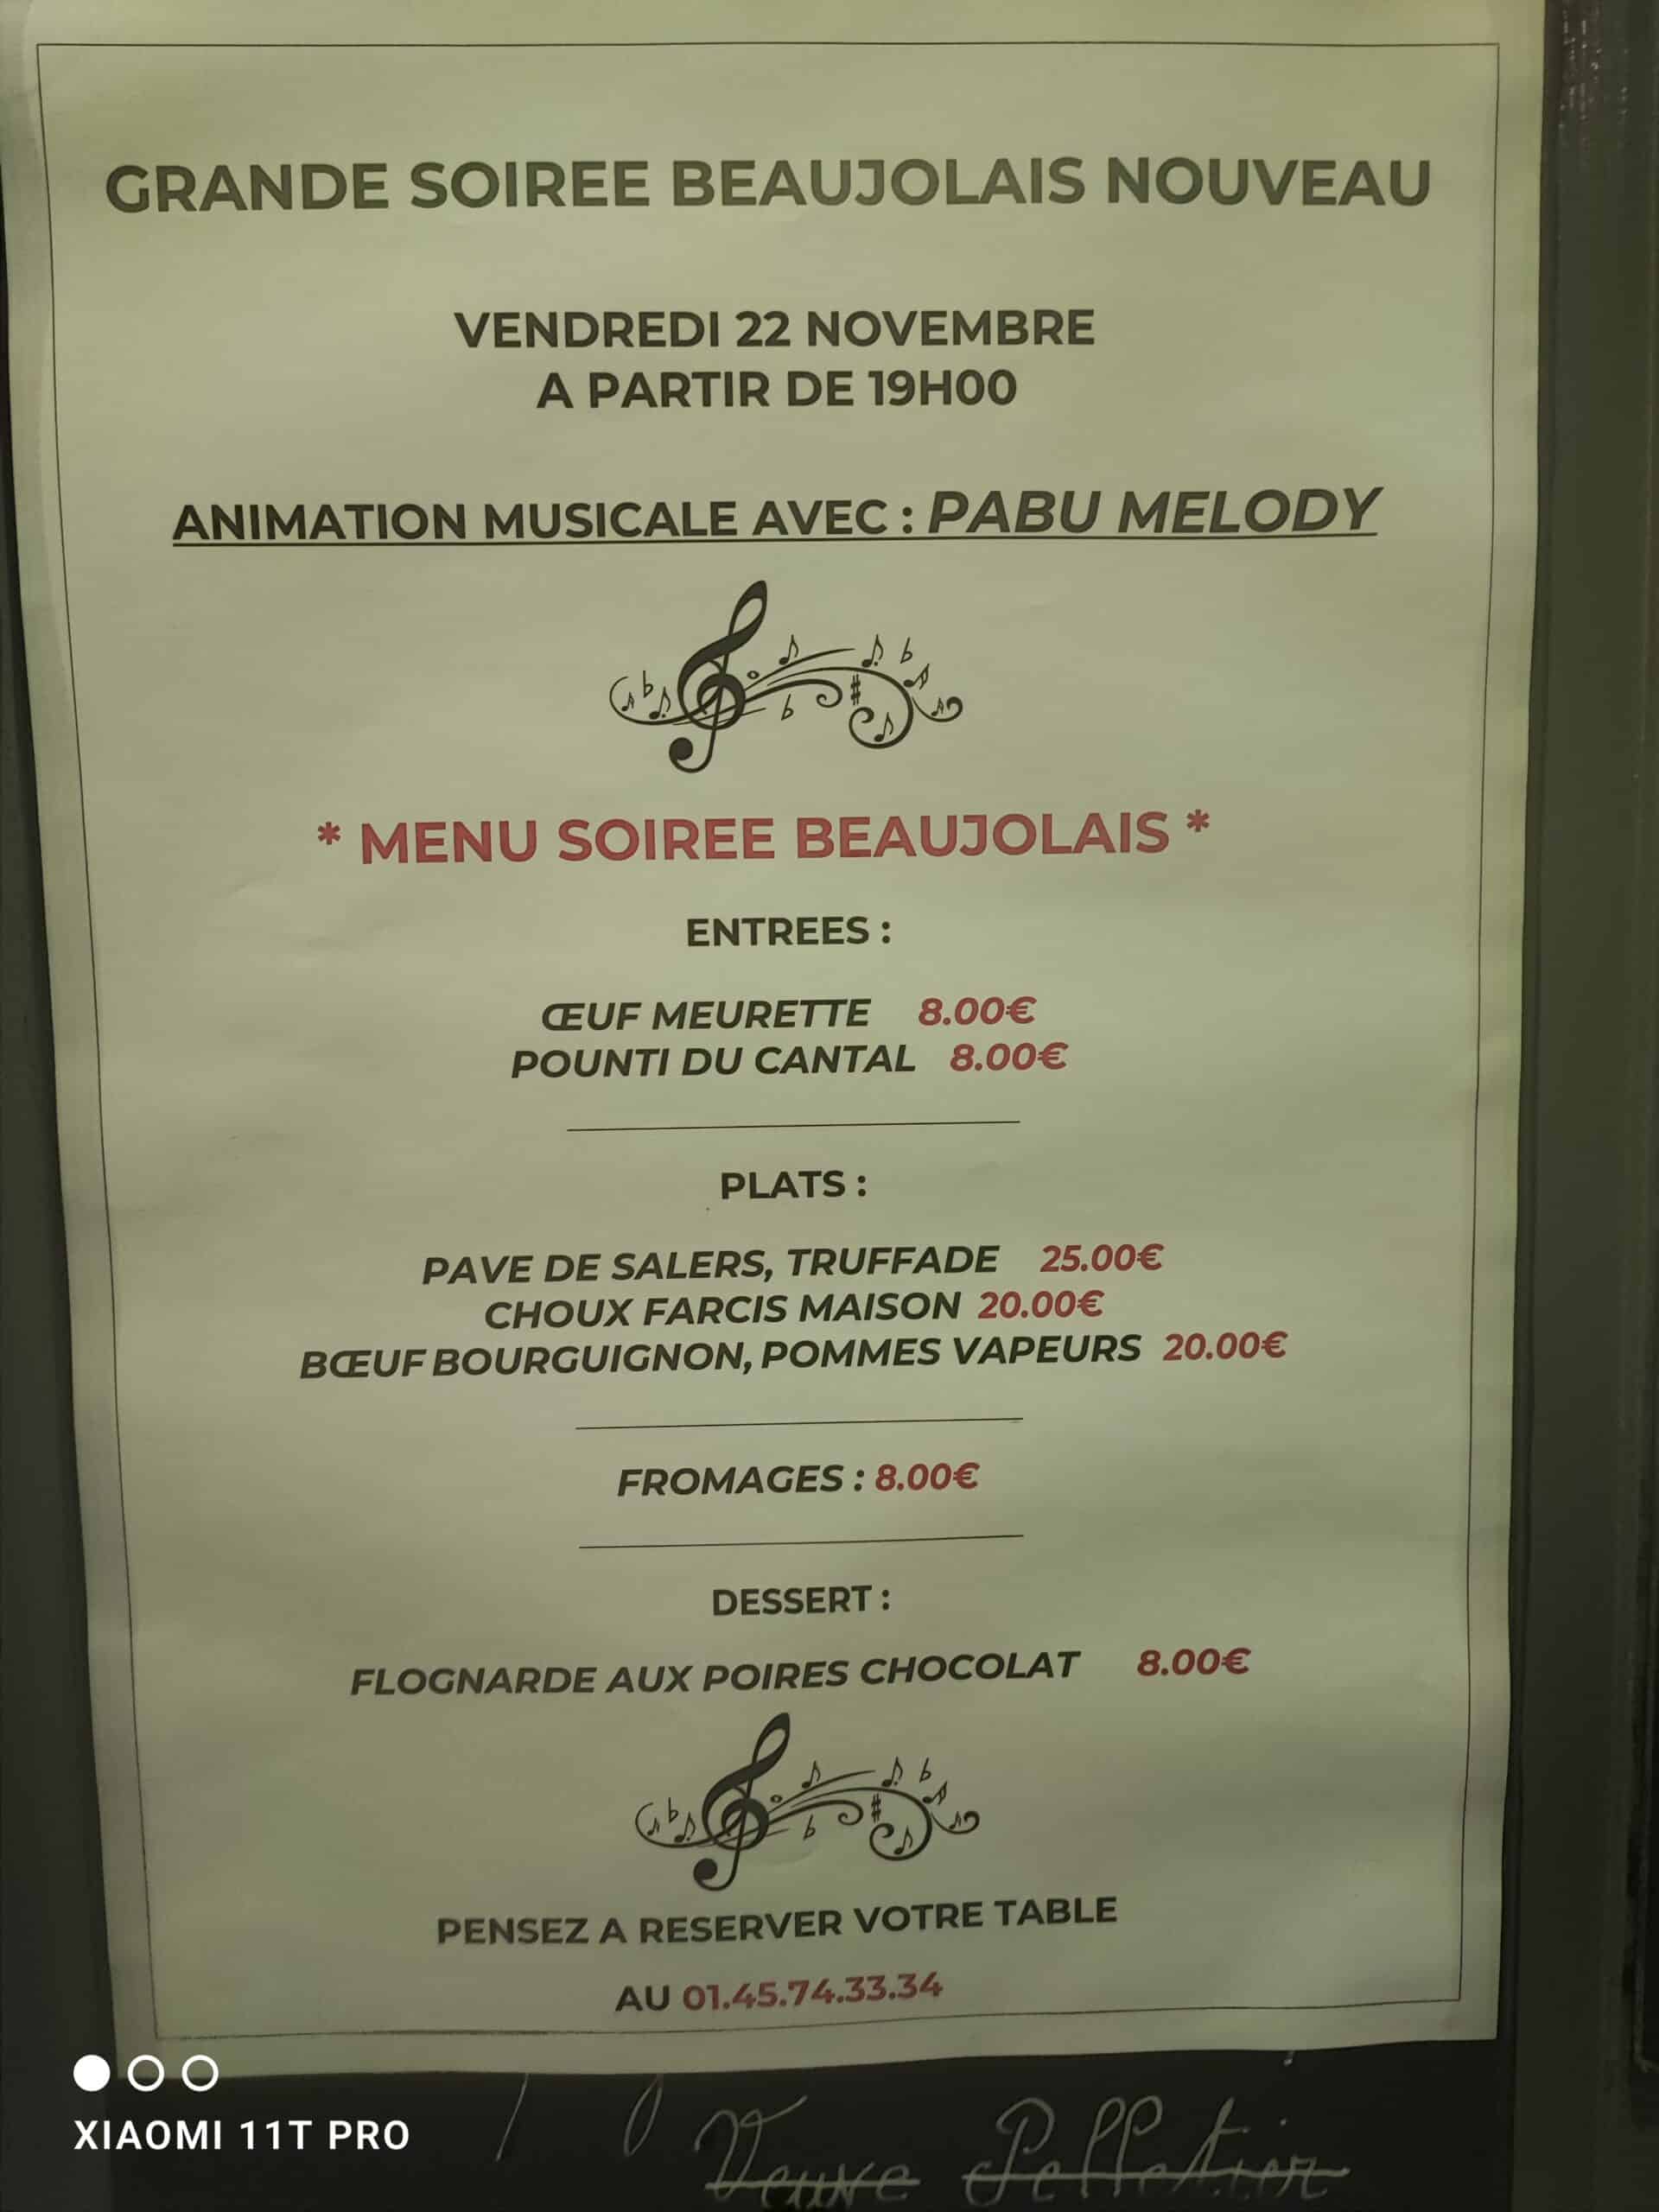 GRANDE SOIREE BEAUJOLAIS NOUVEAU
VENDREDI 22 NOVEMBRE
A PARTIR DE 19H00
ANIMATION MUSICALE AVEC : PABU MELODY
* MENU SOIREE BEAUJOLAIS *
ENTREES :
ŒUF MEURETTE 8.00€
POUNTI DU CANTAL 8.00€
PLATS :
PAVE DE SALERS, TRUFFADE 25.00€
CHOUX FARCIS MAISON 20.00€
BŒUF BOURGUIGNON, POMMES VAPEURS 20.00€
FROMAGES : 8.00€
DESSERT :
FLOGNARDE AUX POIRES CHOCOLAT 8.00€
PENSEZ A RESERVER VOTRE TABLE
AU 01.45.74.33.34
XIAOMI 11T PRO
Veuve Pelletier